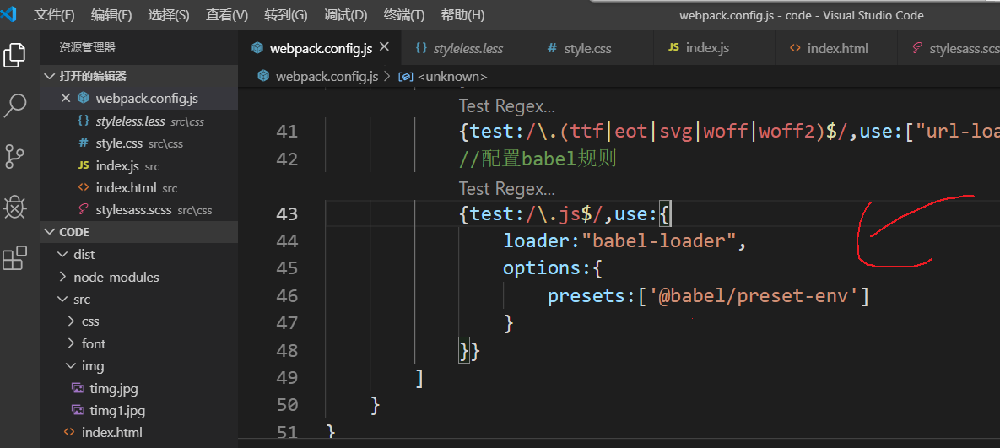 文件(F) 编辑(E) 选择(S) 查看(V) 转到(G) 调试(D) 终端(T) 帮助(H) webpack.config.js - code - Visual Studio Code
资源管理器
webpack.config.js styleless.less style.css JS index.js index.html stylesass.scs
webpack.config.js > <unknown>
打开的编辑器
webpack.config.js
styleless.less src\css
style.css src\css
JS index.js src
index.html src
stylesass.scss src\css
CODE
dist
node_modules
src
css
font
img
timg.jpg
timg1.jpg
index.html
Test Regex...
41 {test:/\.(ttf|eot|svg|woff|woff2)$/,use:["url-loa
42 //配置babel规则
Test Regex...
43 {test:/\.js$/,use:{
44 loader:"babel-loader",
45 options:{
46 presets:['@babel/preset-env']
47 }
48 }}
49 ]
50 }
51 }